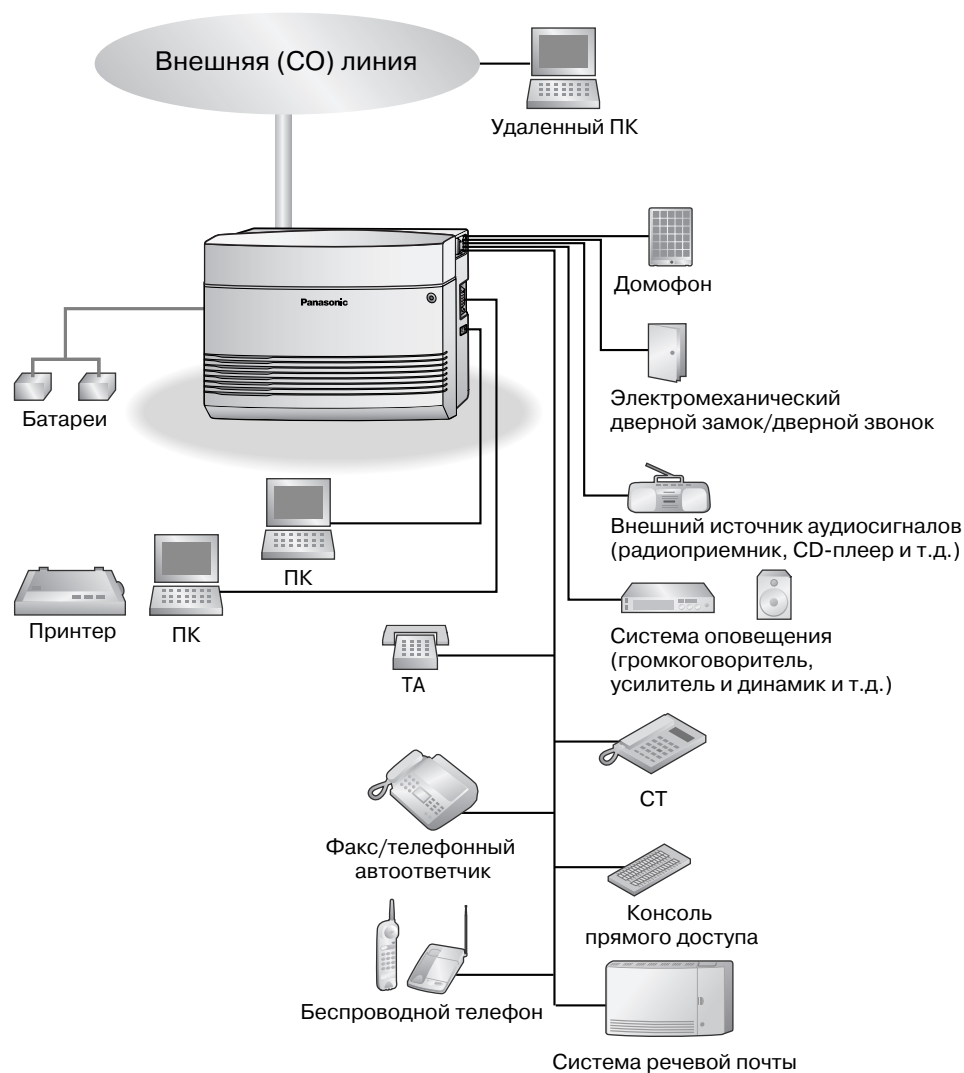 Внешняя (CO) линия
Удаленный ПК
Домофон
Panasonic
Батареи
Электромеханический
дверной замок/дверной звонок
Внешний источник аудиосигналов
(радиоприемник, CD-плеер и т.д.)
ПК
Принтер
ПК
Система оповещения
(громкоговоритель,
усилитель и динамик и т.д.)
ТА
СТ
Факс/телефонный
автоответчик
Консоль
прямого доступа
Беспроводной телефон
Система речевой почты